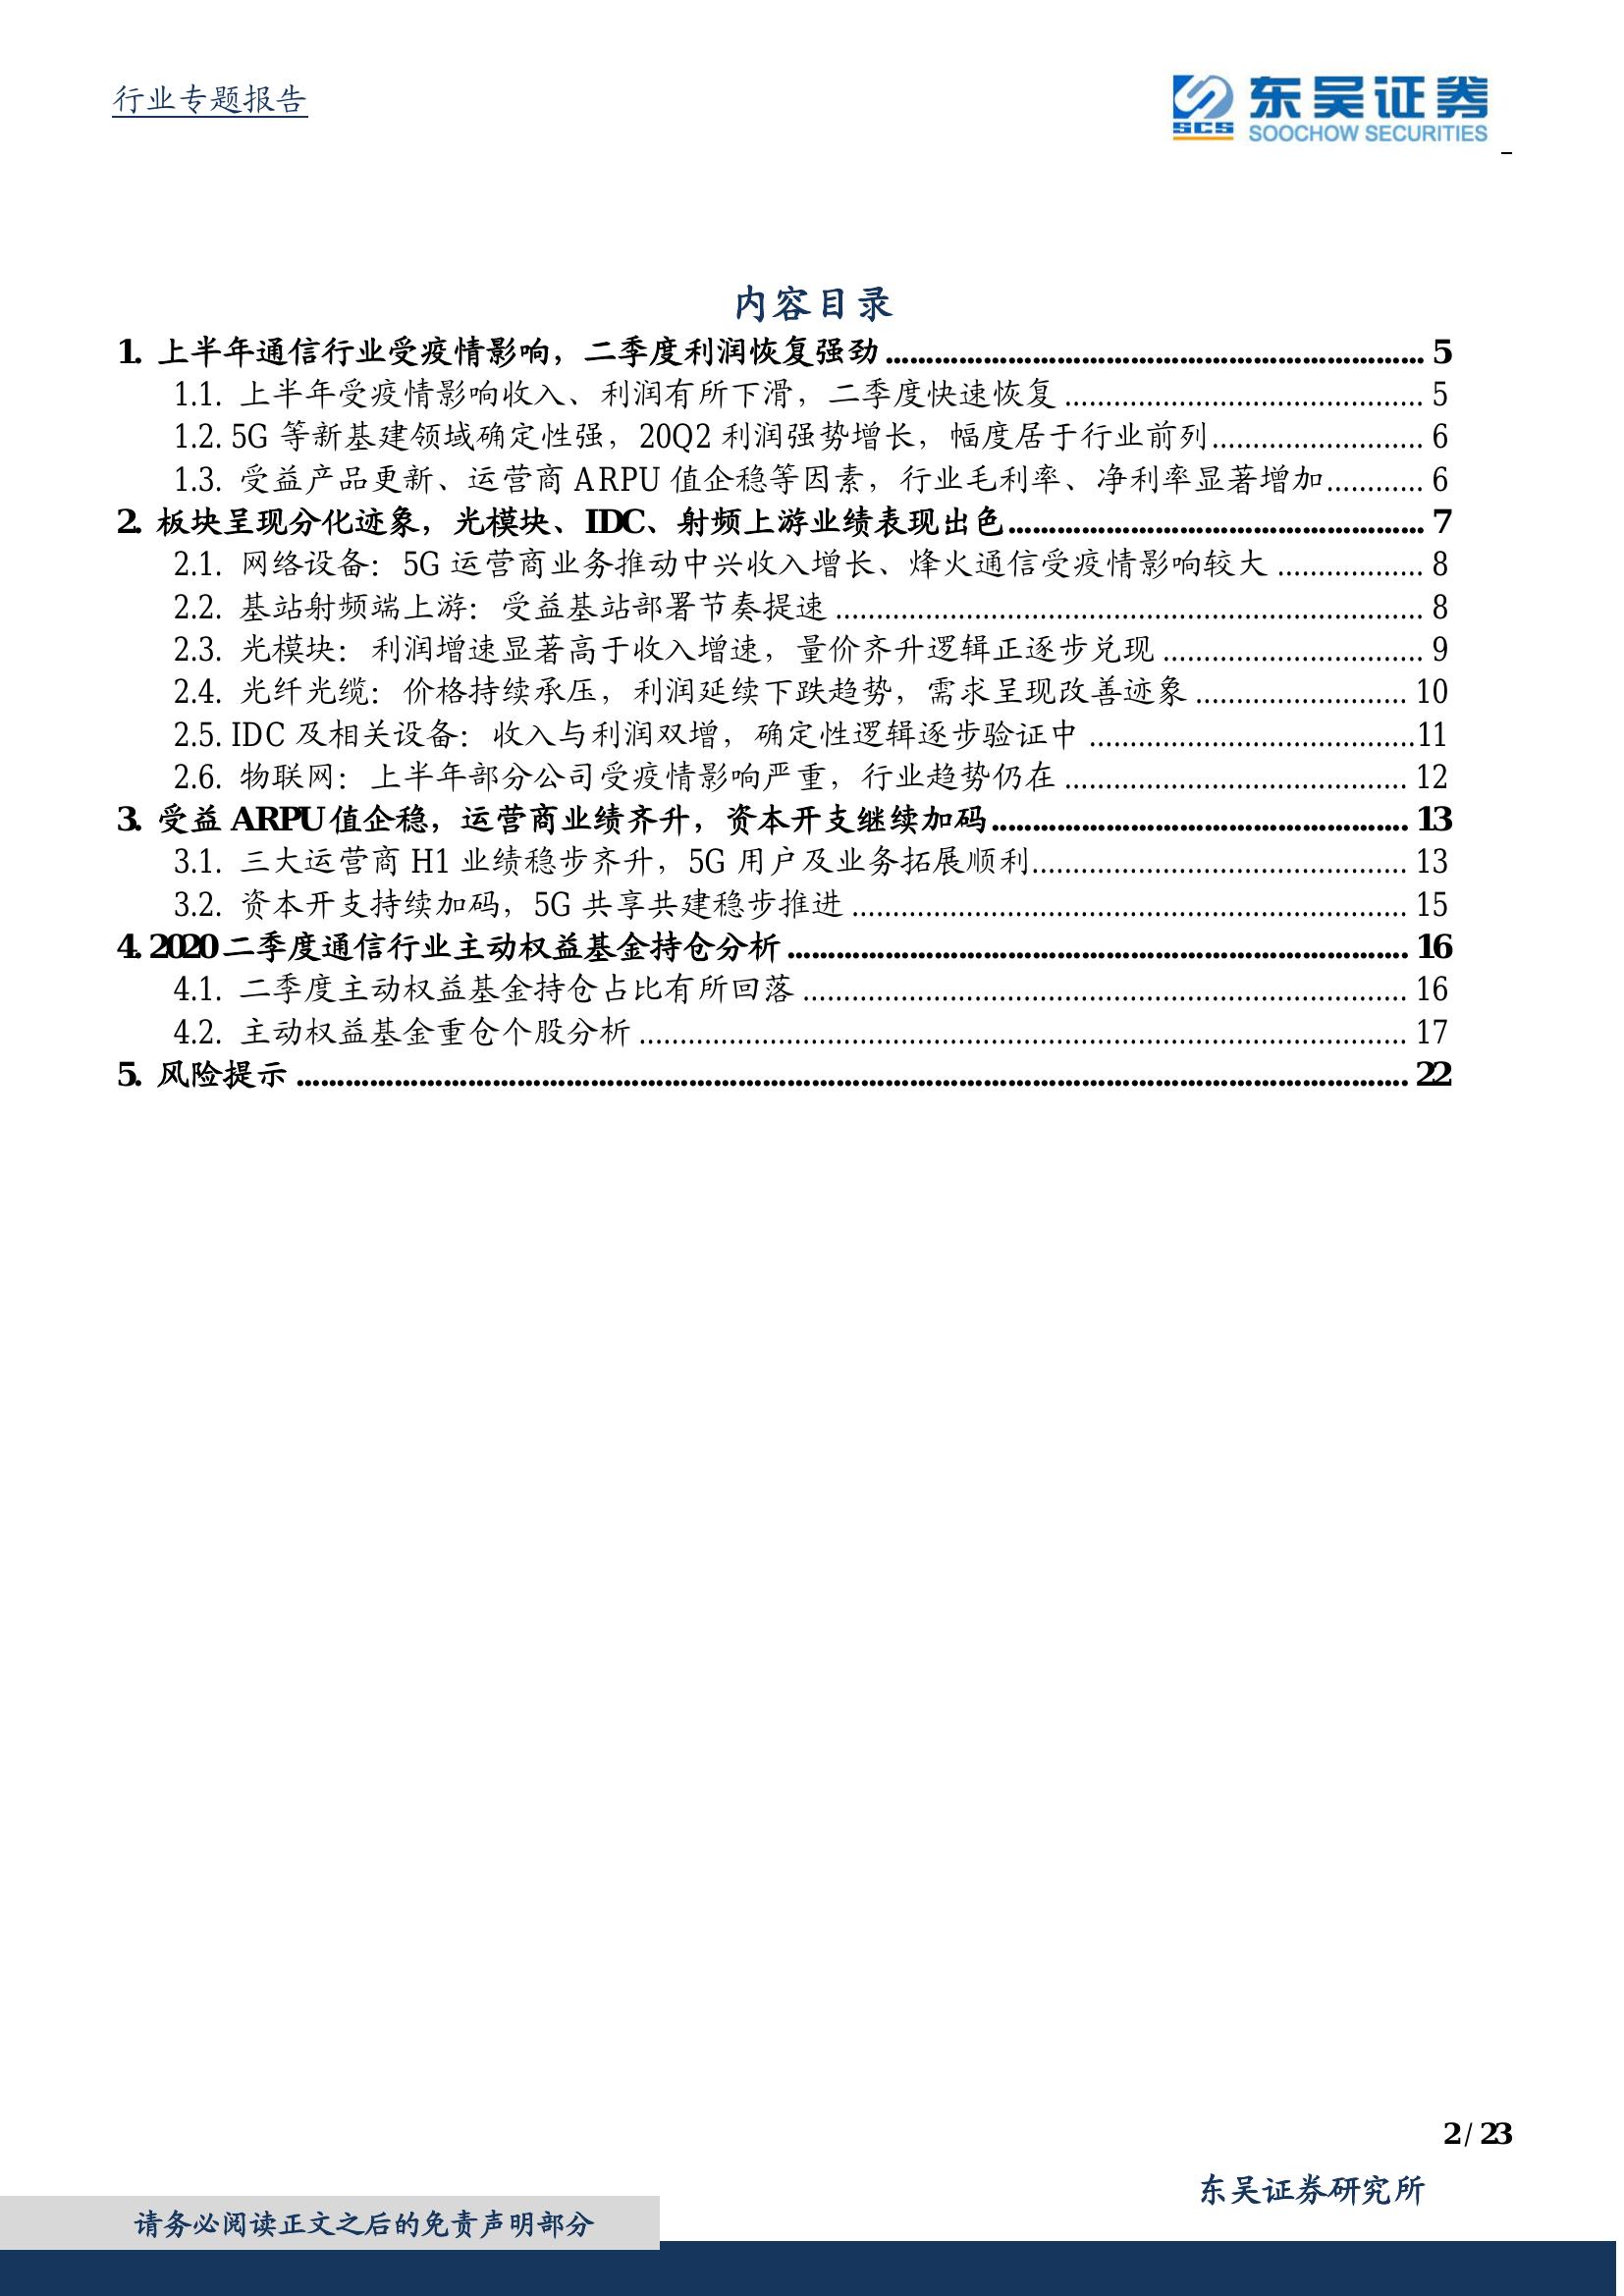 行业专题报告
东吴证券
SCS
SOOCHOW SECURITIES
内容目录
1. 上半年通信行业受疫情影响，二季度利润恢复强劲 5
1.1. 上半年受疫情影响收入、利润有所下滑，二季度快速恢复 5
1.2. 5G 等新基建领域确定性强，20Q2 利润强势增长，幅度居于行业前列 6
1.3. 受益产品更新、运营商 ARPU 值企稳等因素，行业毛利率、净利率显著增加 6
2. 板块呈现分化迹象，光模块、IDC、射频上游业绩表现出色 7
2.1. 网络设备：5G 运营商业务推动中兴收入增长、烽火通信受疫情影响较大 8
2.2. 基站射频端上游：受益基站部署节奏提速 8
2.3. 光模块：利润增速显著高于收入增速，量价齐升逻辑正逐步兑现 9
2.4. 光纤光缆：价格持续承压，利润延续下跌趋势，需求呈现改善迹象 10
2.5. IDC 及相关设备：收入与利润双增，确定性逻辑逐步验证中 11
2.6. 物联网：上半年部分公司受疫情影响严重，行业趋势仍在 12
3. 受益 ARPU 值企稳，运营商业绩齐升，资本开支继续加码 13
3.1. 三大运营商 H1 业绩稳步齐升，5G 用户及业务拓展顺利 13
3.2. 资本开支持续加码，5G 共享共建稳步推进 15
4. 2020 二季度通信行业主动权益基金持仓分析 16
4.1. 二季度主动权益基金持仓占比有所回落 16
4.2. 主动权益基金重仓个股分析 17
5. 风险提示 22
2 / 23
东吴证券研究所
请务必阅读正文之后的免责声明部分